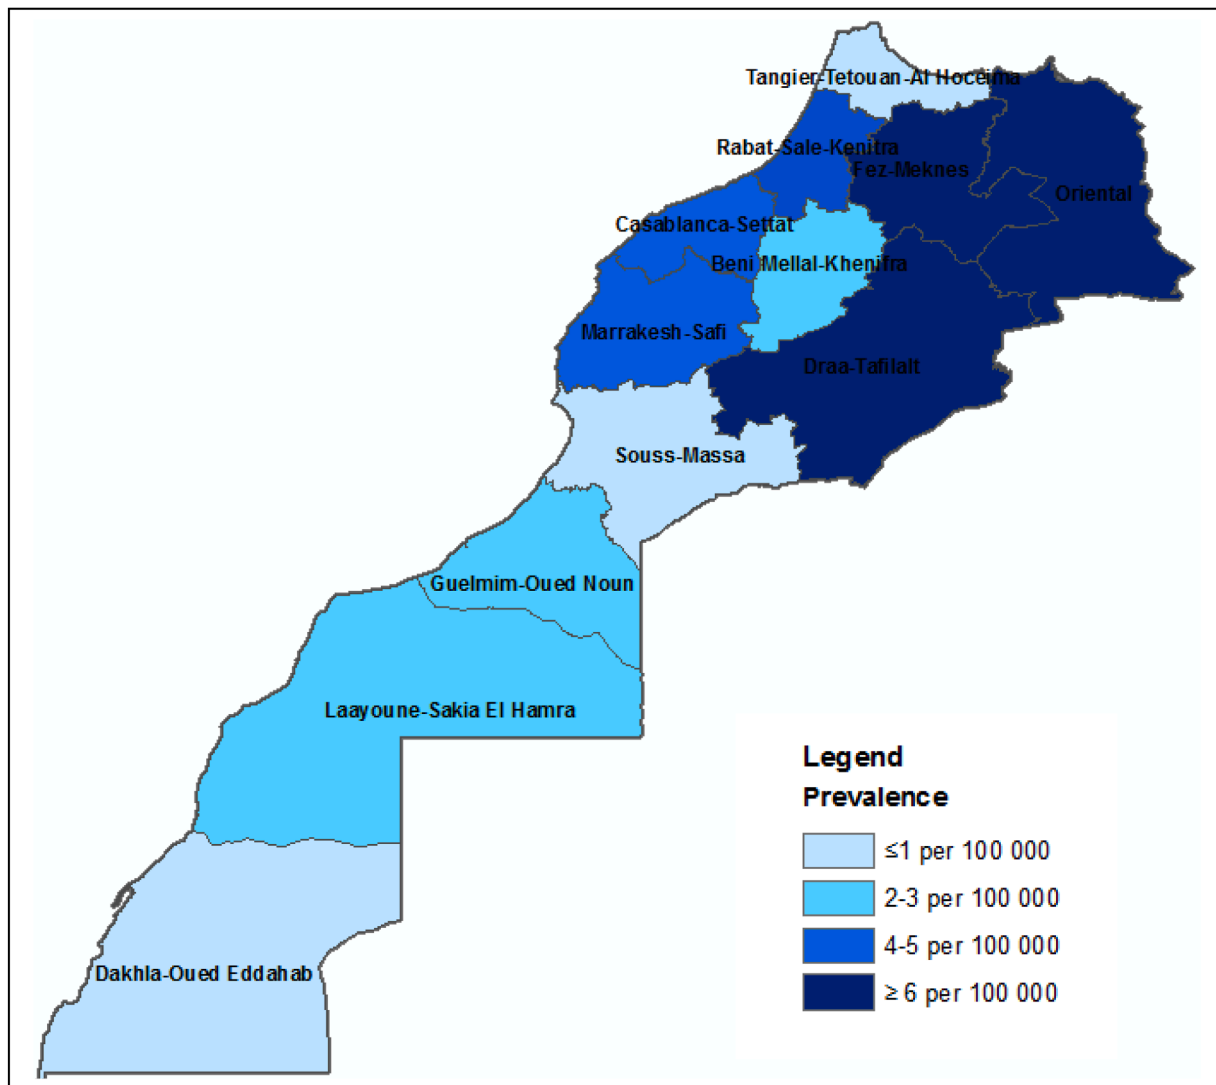 Tangier-Tetouan-Al Hoceima
Rabat-Sale-Kenitra
Fez-Meknes
Oriental
Casablanca-Settat
Beni Mellal-Khenifra
Marrakesh-Safi
Draa-Tafilalt
Souss-Massa
Guelmim-Oued Noun
Laayoune-Sakia El Hamra
Dakhla-Oued Eddahab
Legend
Prevalence
≤1 per 100 000
2-3 per 100 000
4-5 per 100 000
≥ 6 per 100 000